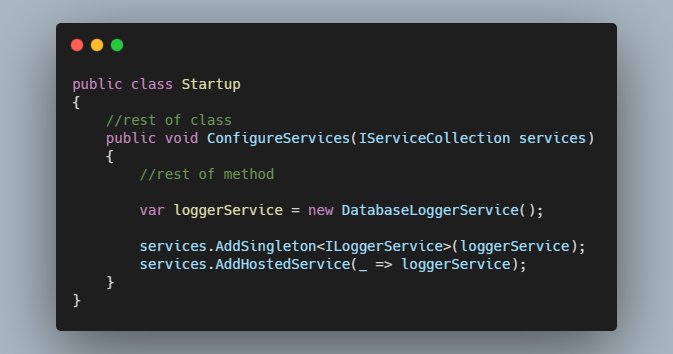 public class Startup
{
    //rest of class
    public void ConfigureServices(IServiceCollection services)
    {
        //rest of method

        var loggerService = new DatabaseLoggerService();

        services.AddSingleton<ILoggerService>(loggerService);
        services.AddHostedService(_ => loggerService);
    }
}